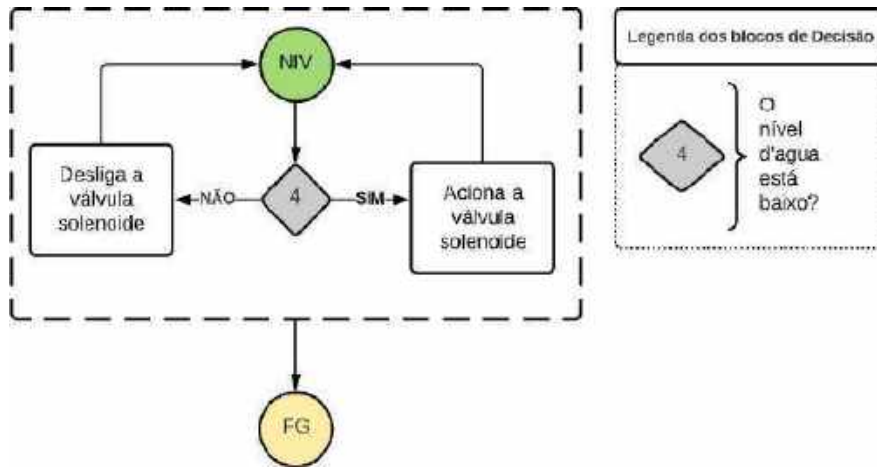 NIV
Desliga a
válvula
solenoide
NÃO
4
SIM
Aciona a
válvula
solenoide
FG
Legenda dos blocos de Decisão
4
O
nível
d'agua
está
baixo?